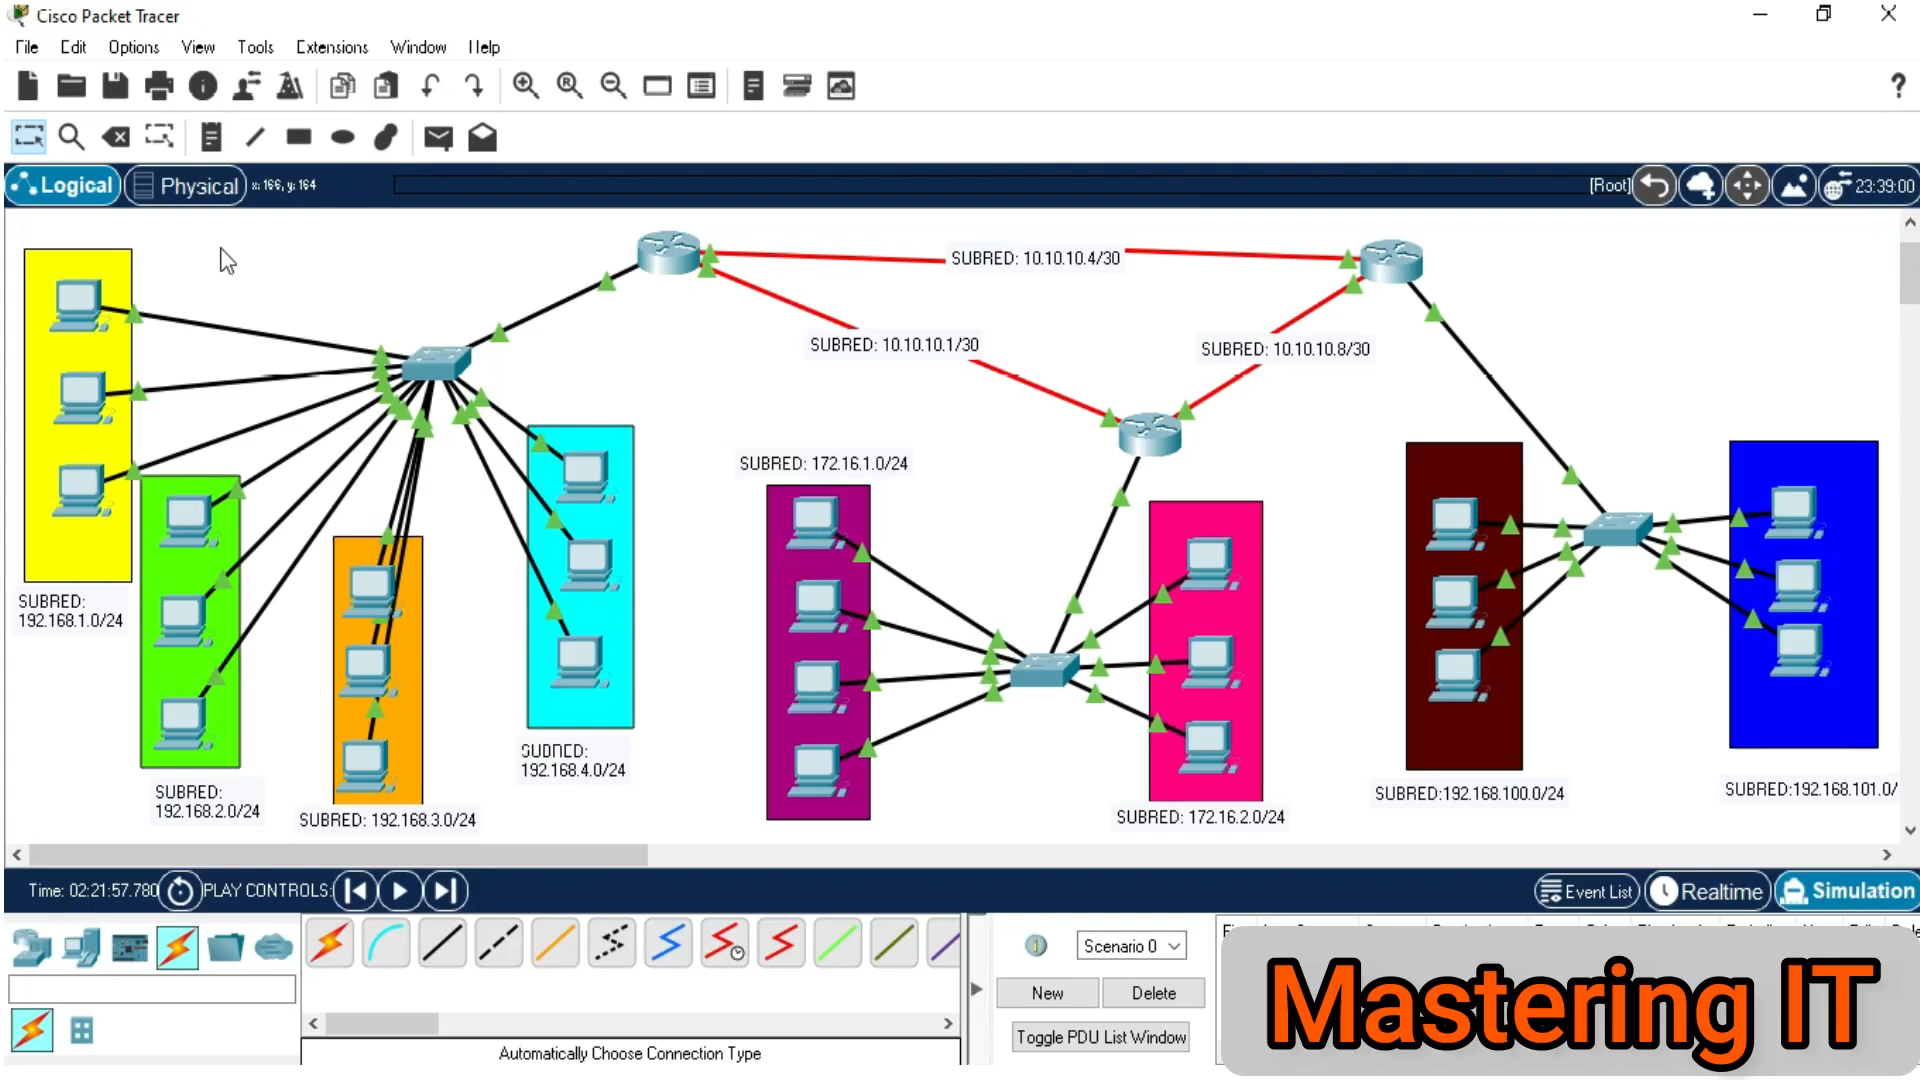 Cisco Packet Tracer
File Edit Options View Tools Extensions Window Help
Logical Physical x: 166, y: 164 [Root] 23:39:00
SUBRED: 10.10.10.4/30
SUBRED: 10.10.10.1/30
SUBRED: 10.10.10.8/30
SUBRED: 172.16.1.0/24
SUBRED:
192.168.1.0/24
SUBRED:
192.168.4.0/24
SUBRED:
192.168.2.0/24
SUBRED: 192.168.3.0/24
SUBRED: 172.16.2.0/24
SUBRED:192.168.100.0/24
SUBRED:192.168.101.0/
Time: 02:21:57.780 PLAY CONTROLS: Event List Realtime Simulation
Scenario 0
New Delete
Toggle PDU List Window
Automatically Choose Connection Type
Mastering IT